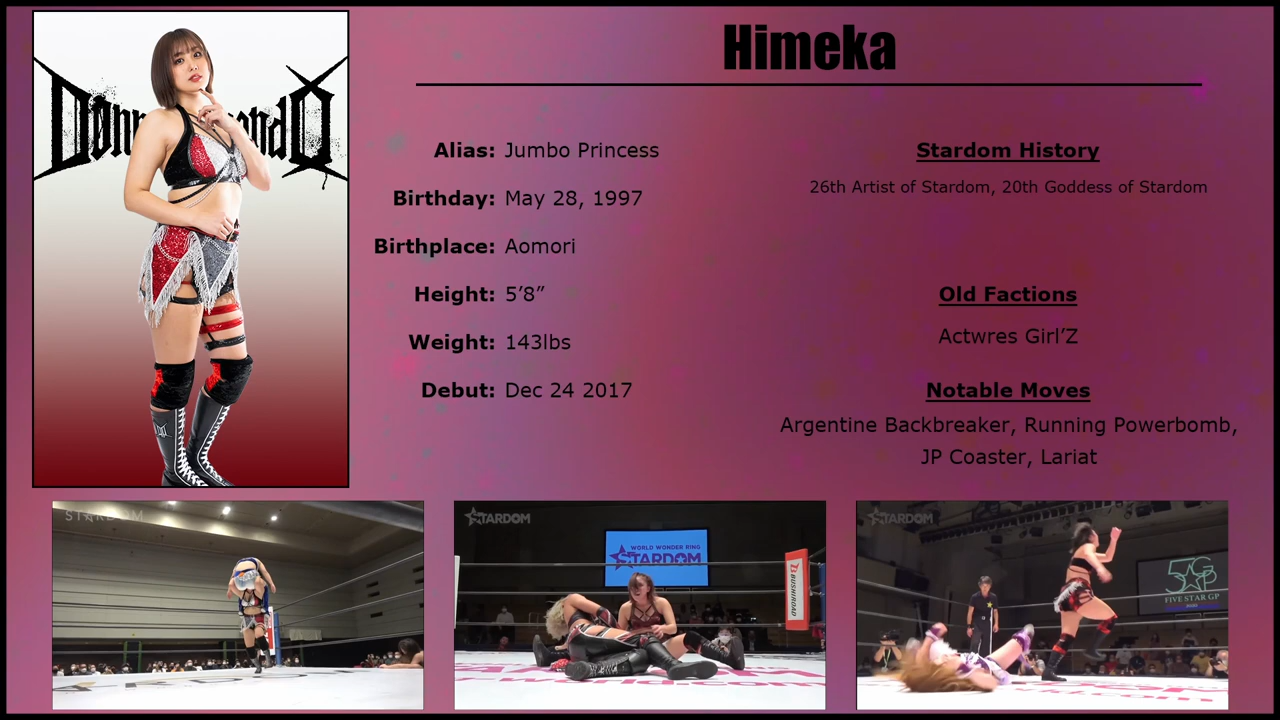 Himeka
Alias: Jumbo Princess
Birthday: May 28, 1997
Birthplace: Aomori
Height: 5’8”
Weight: 143lbs
Debut: Dec 24 2017
Stardom History
26th Artist of Stardom, 20th Goddess of Stardom
Old Factions
Actwres Girl’Z
Notable Moves
Argentine Backbreaker, Running Powerbomb,
JP Coaster, Lariat
STARDOM
STARDOM
WORLD WONDER RING
STARDOM
BUSHIROAD
STARDOM
5 GP
FIVE STAR GP